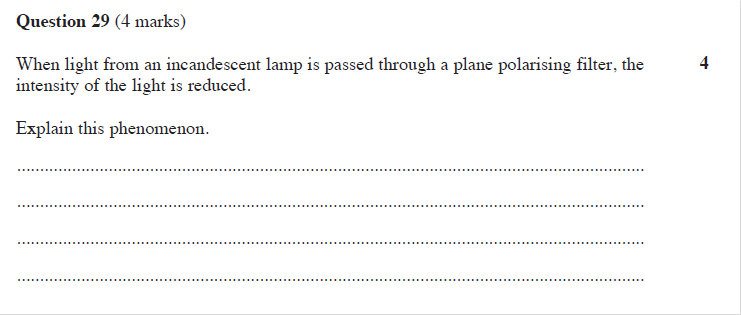 Question 29 (4 marks)
When light from an incandescent lamp is passed through a plane polarising filter, the 4
intensity of the light is reduced.
Explain this phenomenon.